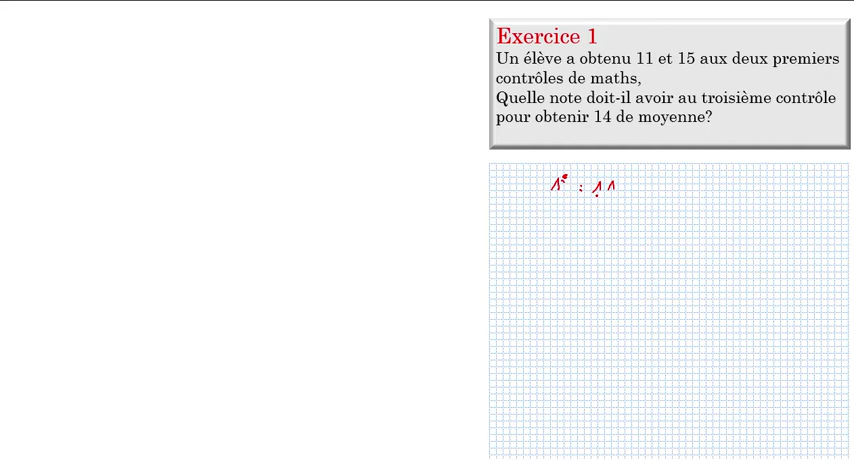 Exercice 1
Un élève a obtenu 11 et 15 aux deux premiers
contrôles de maths,
Quelle note doit-il avoir au troisième contrôle
pour obtenir 14 de moyenne?
1e : 11